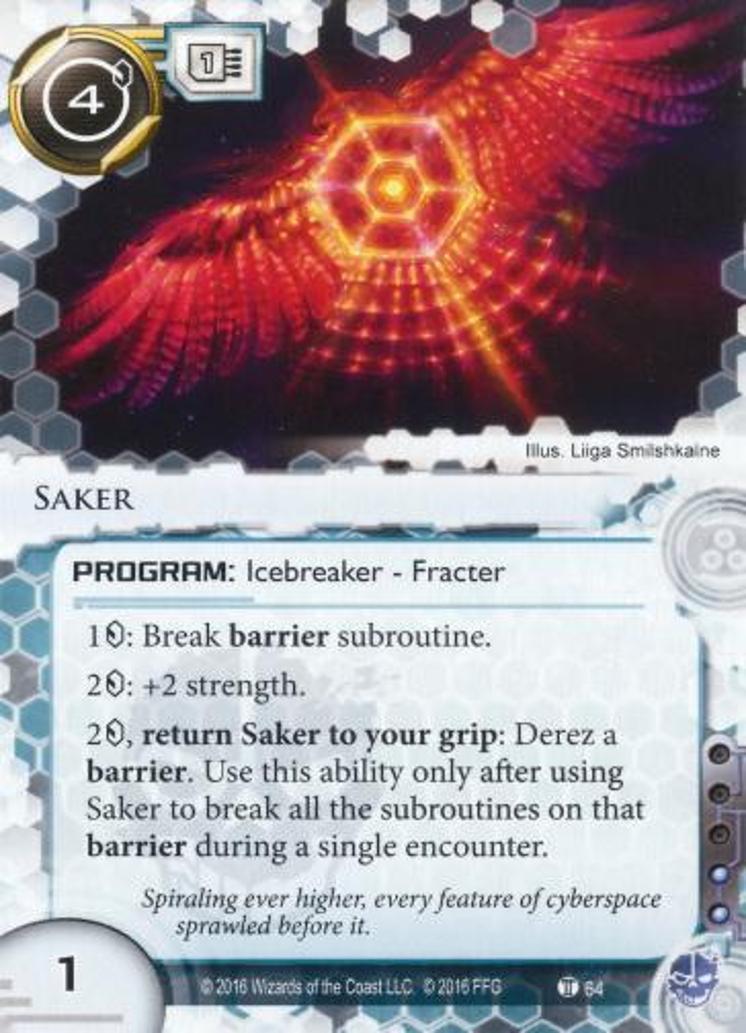 4
1
Illus. Liiga Smilshkalne
SAKER
PROGRAM: Icebreaker - Fracter
1: Break barrier subroutine.
2: +2 strength.
2, return Saker to your grip: Derez a
barrier. Use this ability only after using
Saker to break all the subroutines on that
barrier during a single encounter.
Spiraling ever higher, every feature of cyberspace
sprawled before it.
1
© 2016 Wizards of the Coast LLC. © 2016 FFG 64